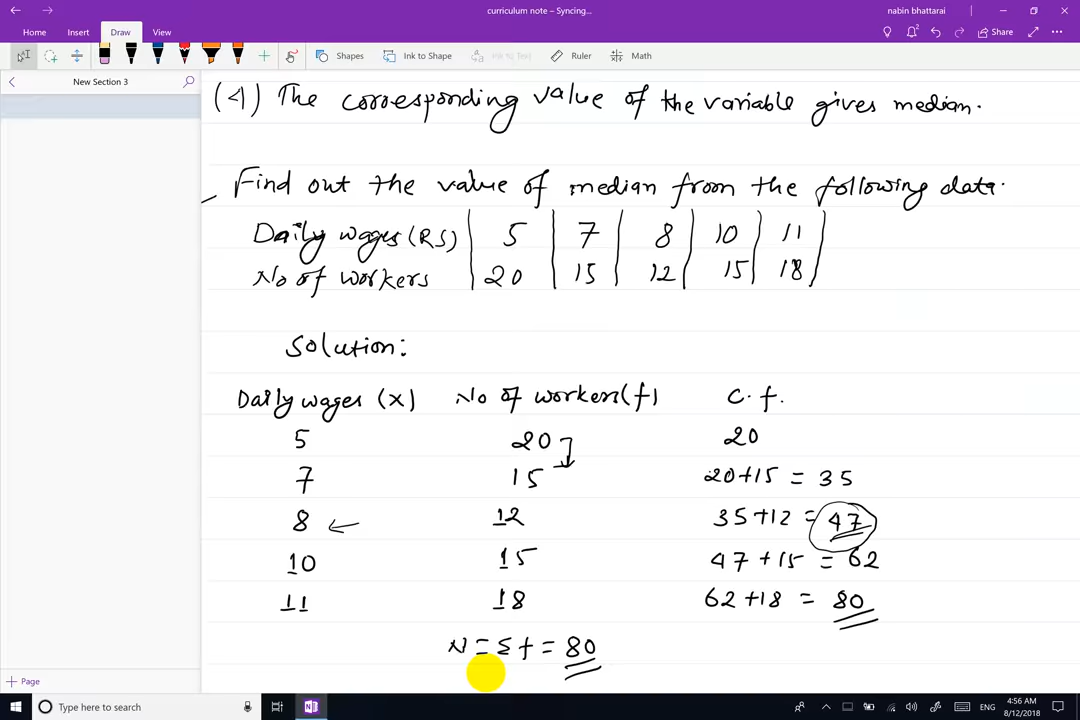 curriculum note – Syncing...
nabin bhattarai
Home Insert Draw View
Share
Shapes Ink to Shape Ink to Text Ruler Math
New Section 3
(4) The corresponding value of the variable gives median.
Find out the value of median from the following data.
Daily wages (RS) 5 7 8 10 11
No of workers 20 15 12 15 18
Solution:
Daily wages (x) No of workers (f) c.f.
5 20 20
7 15 20+15 = 35
8 12 35+12 = 47
10 15 47+15 = 62
11 18 62+18 = 80
N = Σf = 80
+ Page
Type here to search
ENG
4:56 AM
8/12/2018